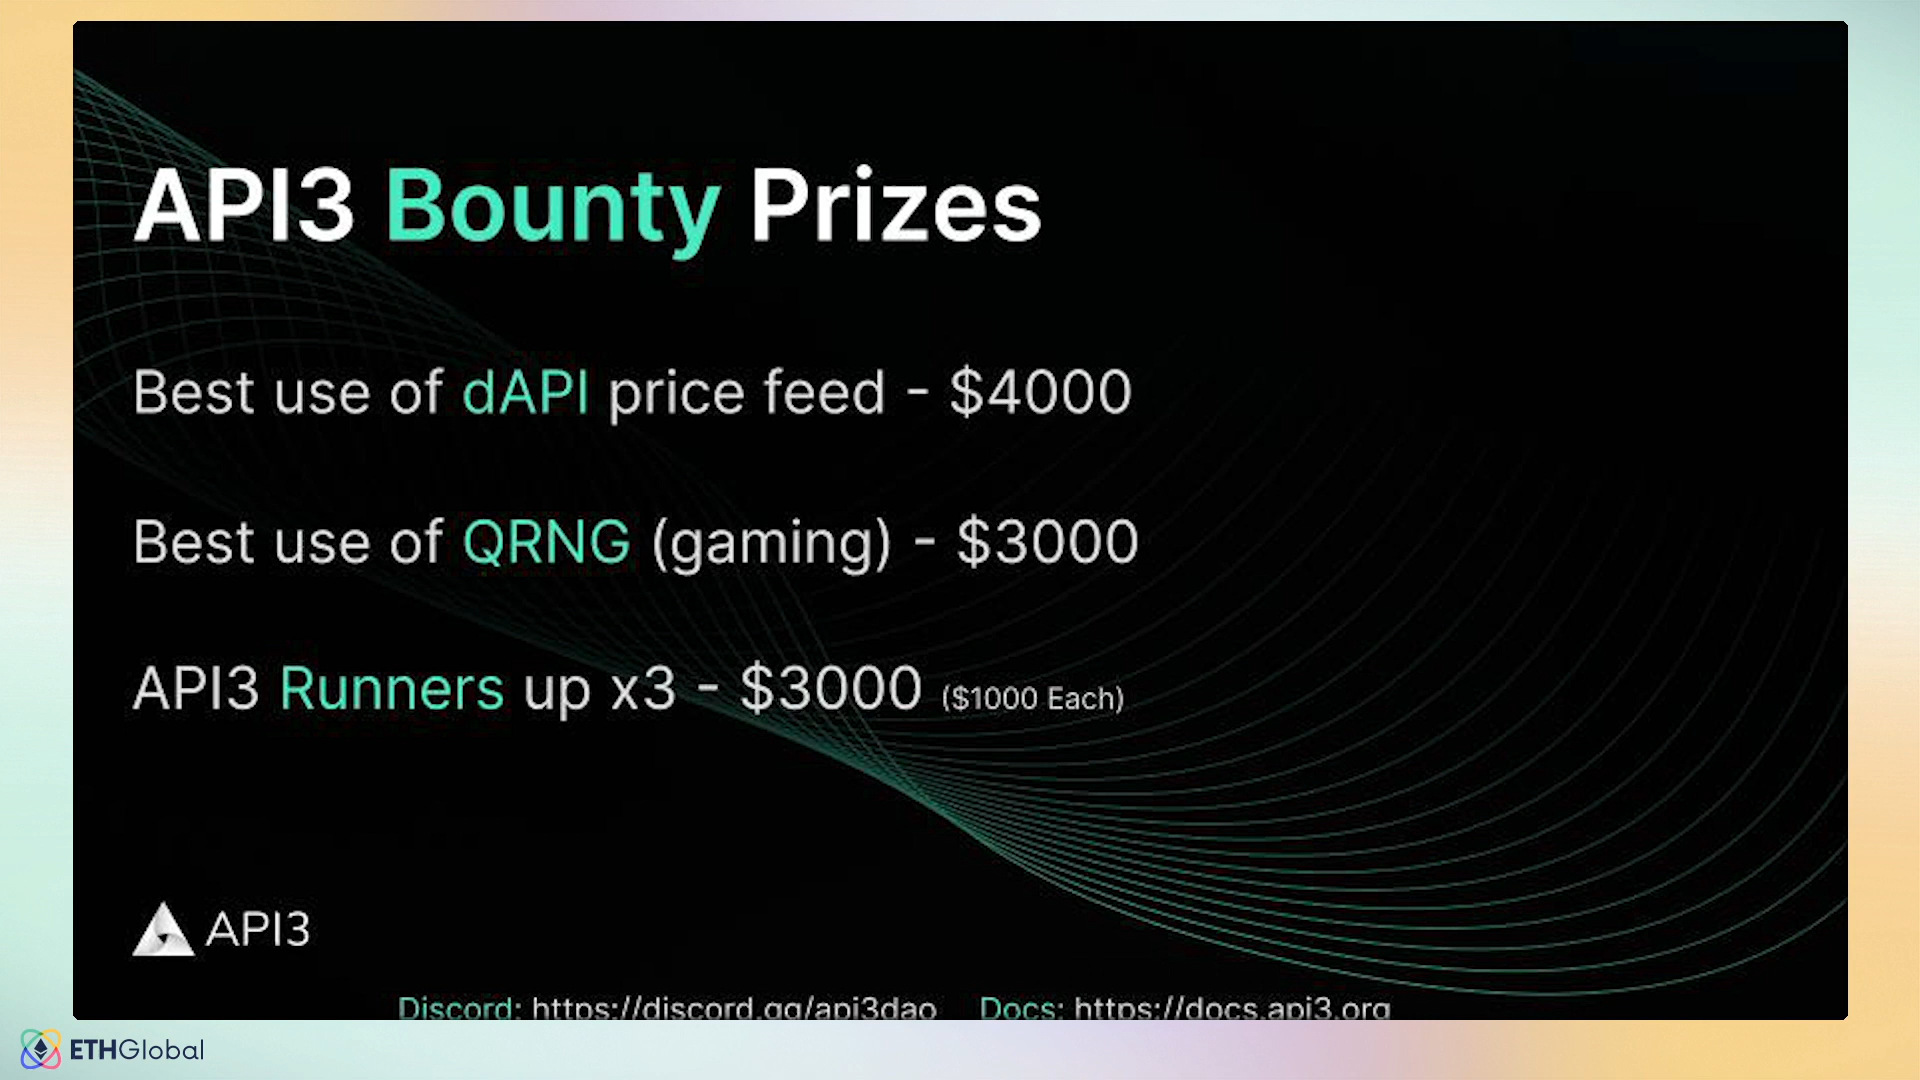 API3 Bounty Prizes
Best use of dAPI price feed - $4000
Best use of QRNG (gaming) - $3000
API3 Runners up x3 - $3000 ($1000 Each)
API3
Discord: https://discord.gg/api3dao Docs: https://docs.api3.org
ETHGlobal